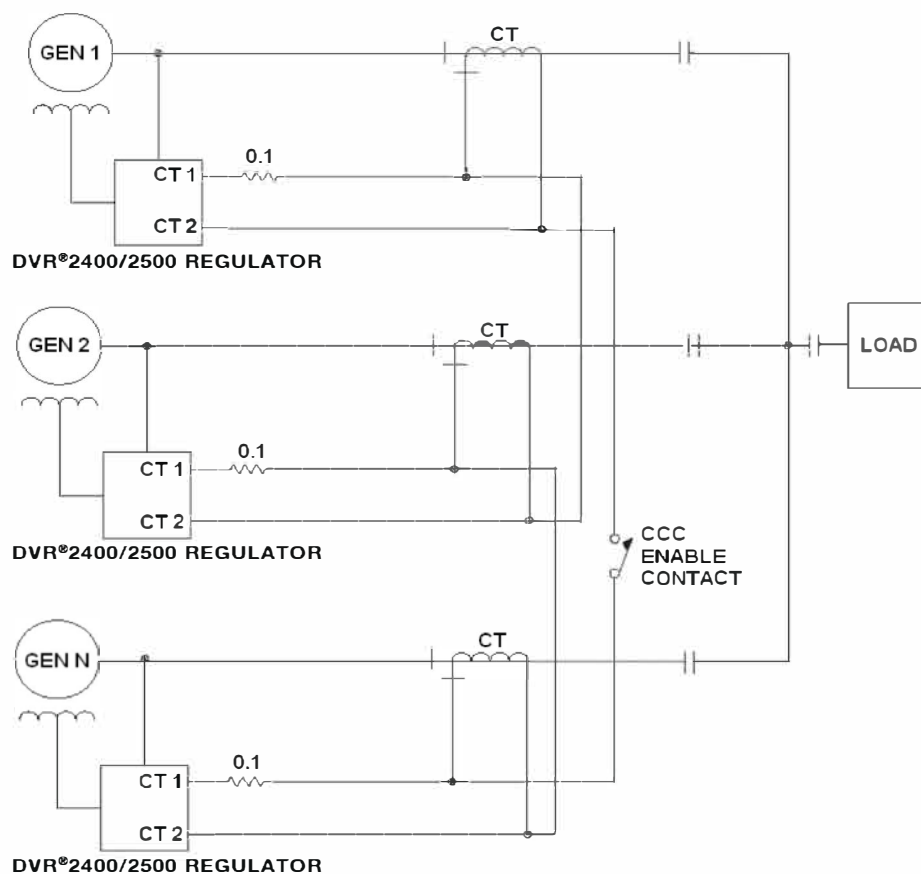 GEN 1
CT
0.1
CT 1
CT 2
DVR®2400/2500 REGULATOR
GEN 2
CT
LOAD
0.1
CT 1
CT 2
DVR®2400/2500 REGULATOR
CCC
ENABLE
CONTACT
GEN N
CT
0.1
CT 1
CT 2
DVR®2400/2500 REGULATOR